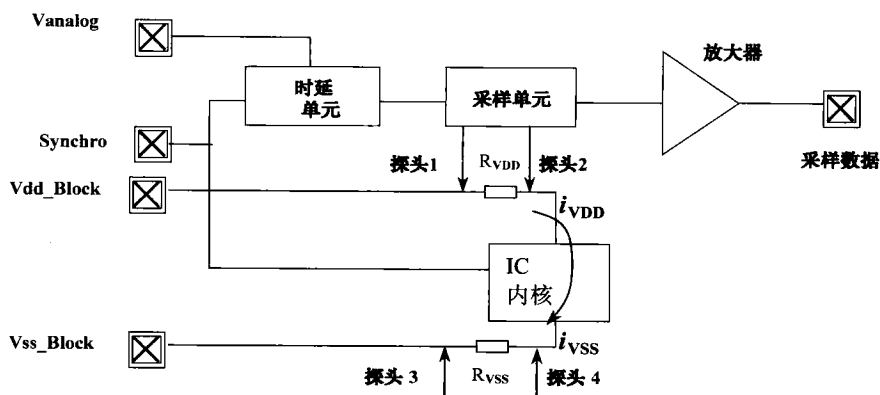 Vanalog
放大器
时延
单元
采样单元
Synchro
采样数据
探头1
RVDD
探头2
Vdd_Block
iVDD
IC
内核
Vss_Block
iVSS
探头 3
RVSS
探头 4